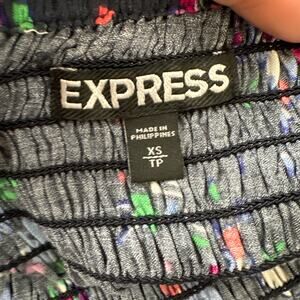 EXPRESS
MADE IN
PHILIPPINES
XS
TP